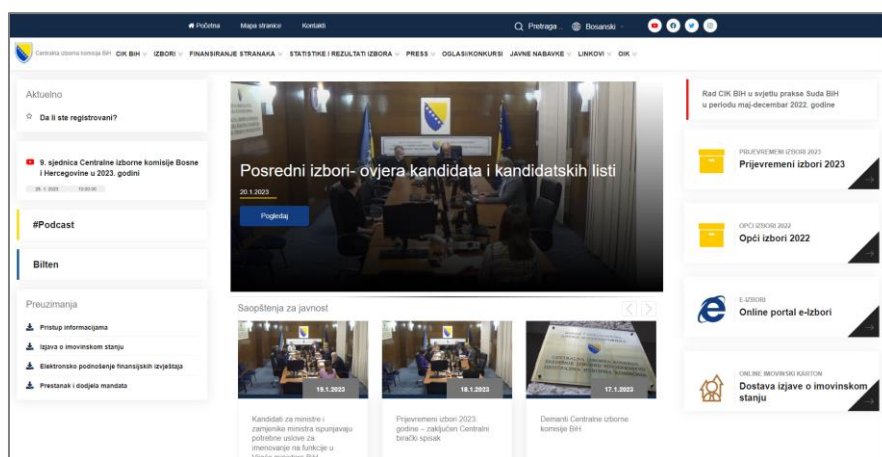 Početna Mapa stranice Kontakti Pretraga... Bosanski
Centralna izborna komisija BiH CIK BiH IZBORI FINANSIRANJE STRANAKA STATISTIKE I REZULTATI IZBORA PRESS OGLASI/KONKURSI JAVNE NABAVKE LINKOVI OIK
Aktuelno
Da li ste registrovani?
9. sjednica Centralne izborne komisije Bosne
i Hercegovine u 2023. godini
#Podcast
Bilten
Preuzimanja
Pristup informacijama
Izjava o imovinskom stanju
Elektronsko podnošenje finansijskih izvještaja
Prestanak i dodjela mandata
Posredni izbori- ovjera kandidata i kandidatskih listi
20.1.2023
Pogledaj
Saopštenja za javnost
19.1.2023
Kandidati za ministre i
zamjenike ministra ispunjavaju
potrebne uslove za
imenovanje na funkcije u
Vijeće ministara BiH
18.1.2023
Prijevremeni izbori 2023.
godine – zaključen Centralni
birački spisak
17.1.2023
Demanti Centralne izborne
komisije BiH
Rad CIK BIH u svjetlu prakse Suda BIH
u periodu maj-decembar 2022. godine
PRIJEVREMENI IZBORI 2023
Prijevremeni izbori 2023
OPĆI IZBORI 2022
Opći izbori 2022
E-IZBORI
Online portal e-Izbori
ONLINE IMOVINSKI KARTON
Dostava izjave o imovinskom
stanju